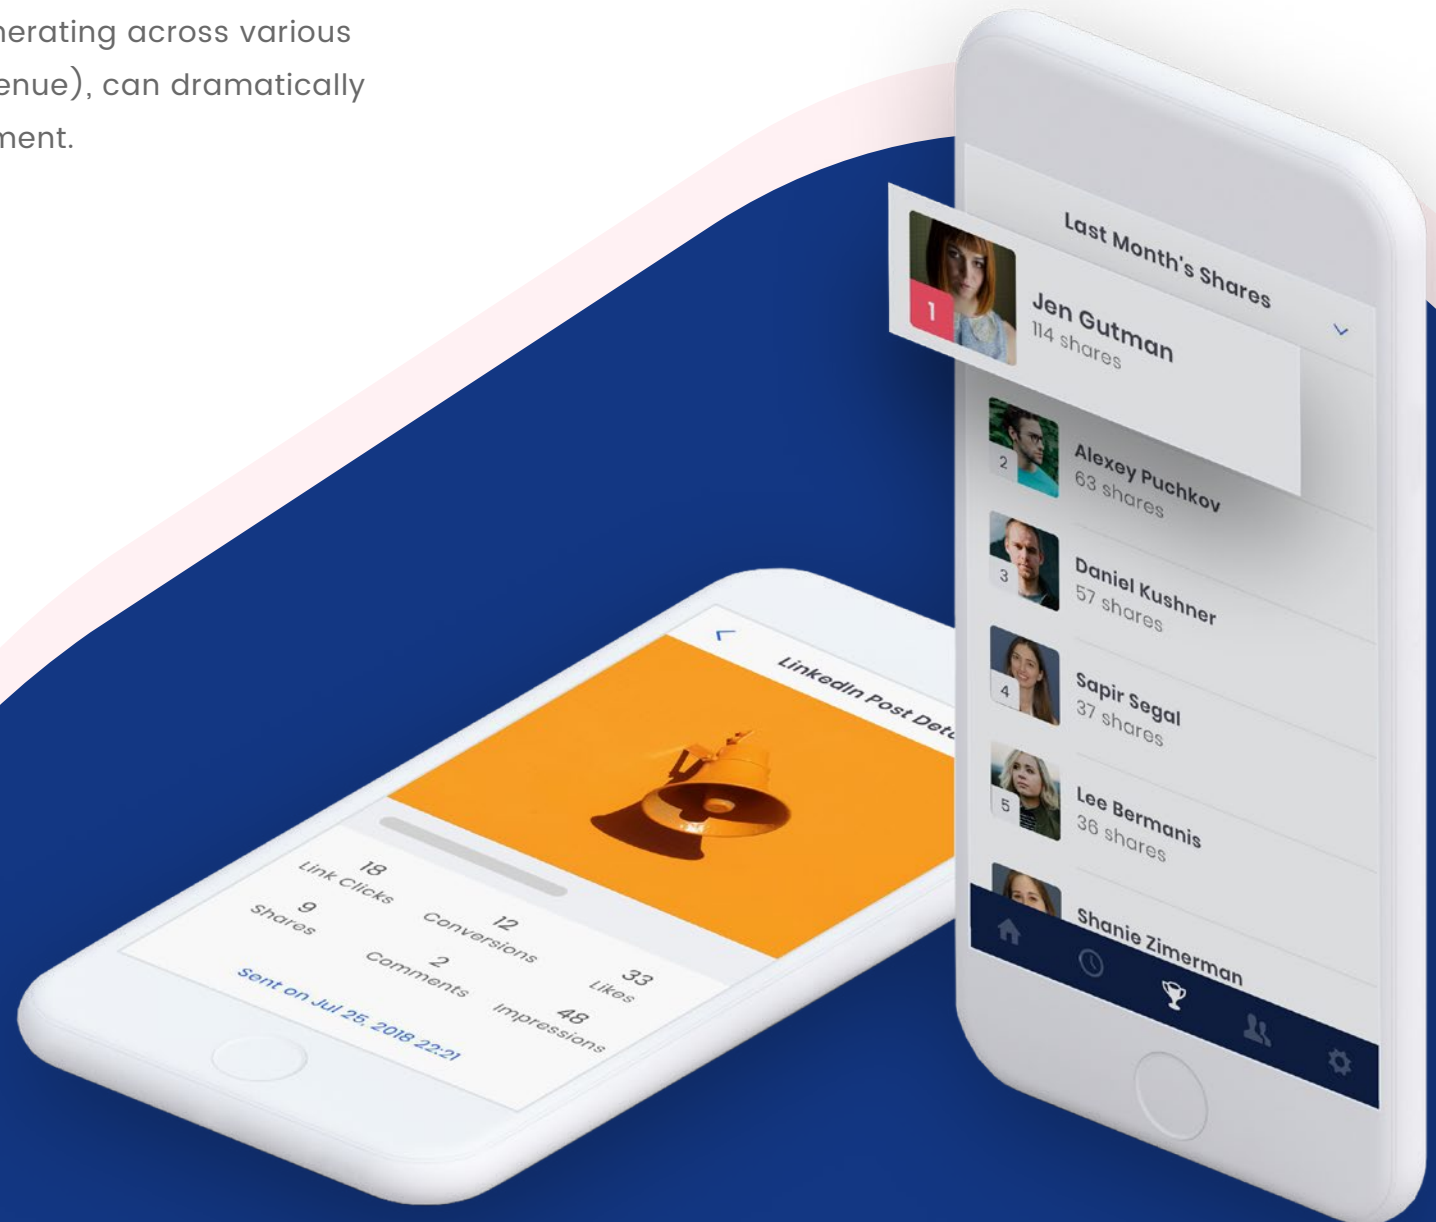 nerating across various
enue), can dramatically
ment.
Last Month's Shares
1
Jen Gutman
114 shares
2
Alexey Puchkov
63 shares
3
Daniel Kushner
57 shares
4
Sapir Segal
37 shares
5
Lee Bermanis
36 shares
Shanie Zimerman
LinkedIn Post Deta
18
Link Clicks
12
Conversions
33
Likes
9
Shares
2
Comments
48
Impressions
Sent on Jul 25, 2018 22:21